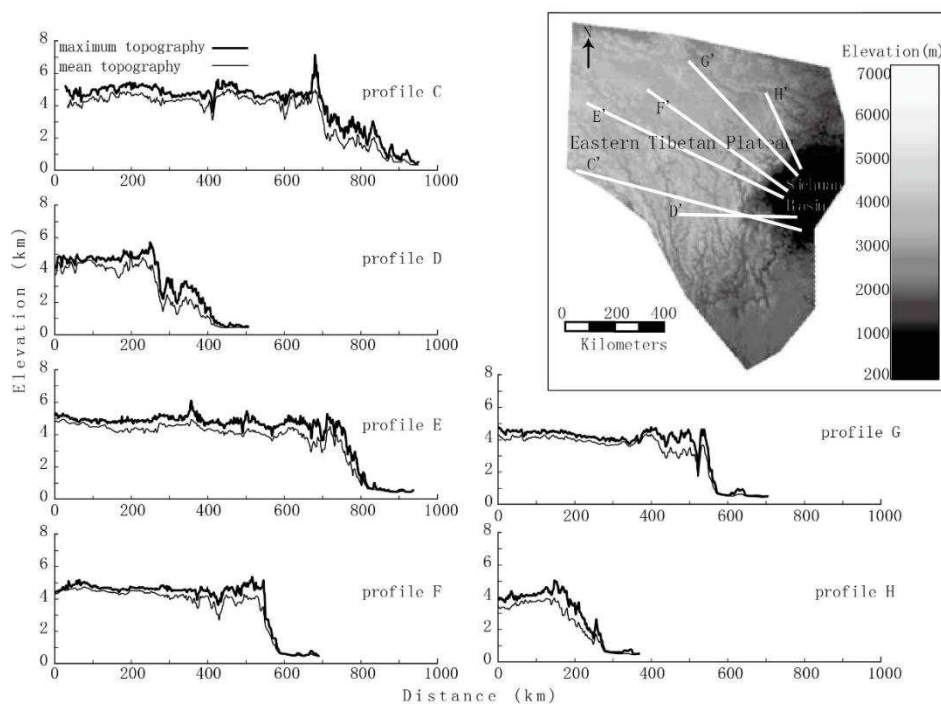 maximum topography
mean topography
profile C
8
6
4
2
0
0 200 400 600 800 1000
profile D
8
6
4
2
0
0 200 400 600 800 1000
profile E
8
6
4
2
0
0 200 400 600 800 1000
profile F
8
6
4
2
0
0 200 400 600 800 1000
Elevation (km)
Distance (km)
N
G'
H'
F'
E'
Eastern Tibetan Plateau
C'
D'
Sichuan
Basin
0 200 400
Kilometers
Elevation(m)
7000
6000
5000
4000
3000
2000
1000
200
profile G
8
6
4
2
0
0 200 400 600 800 1000
profile H
8
6
4
2
0
0 200 400 600 800 1000